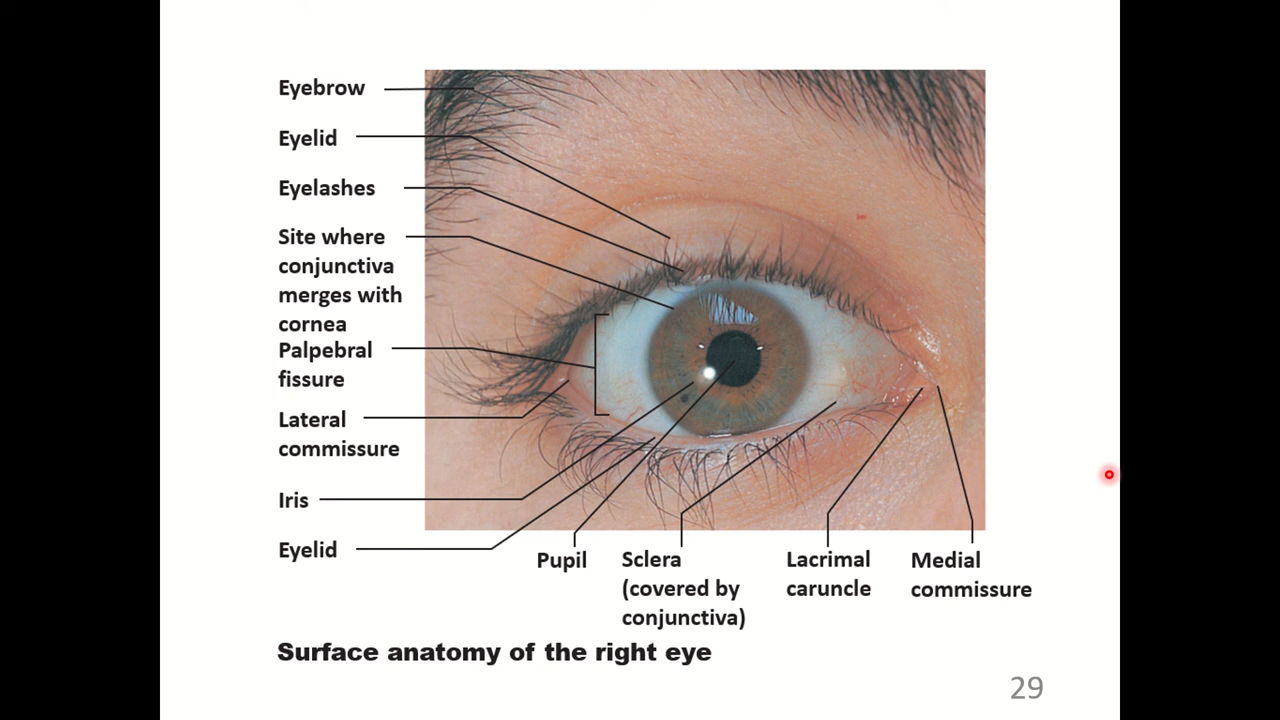 Eyebrow
Eyelid
Eyelashes
Site where
conjunctiva
merges with
cornea
Palpebral
fissure
Lateral
commissure
Iris
Eyelid
Pupil
Sclera
(covered by
conjunctiva)
Lacrimal
caruncle
Medial
commissure
Surface anatomy of the right eye
29